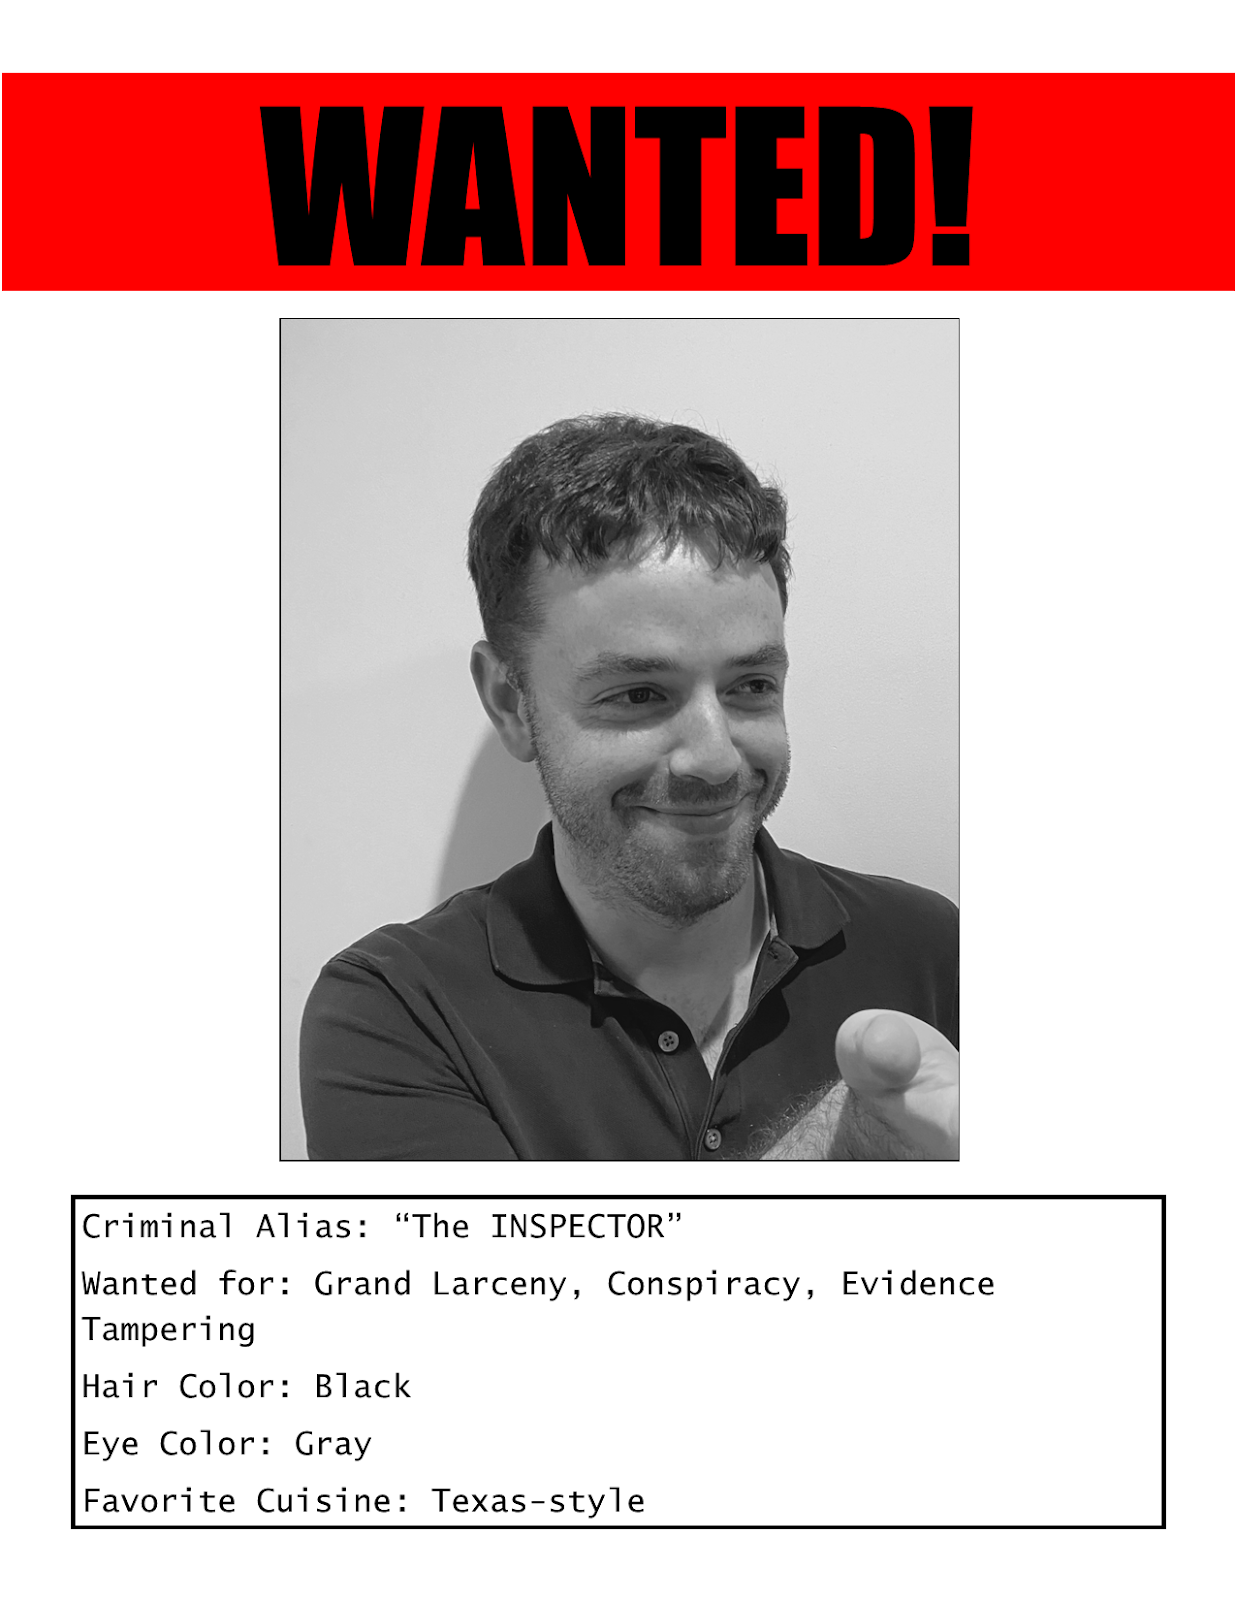 WANTED!
Criminal Alias: “The INSPECTOR”
Wanted for: Grand Larceny, Conspiracy, Evidence
Tampering
Hair Color: Black
Eye Color: Gray
Favorite Cuisine: Texas-style